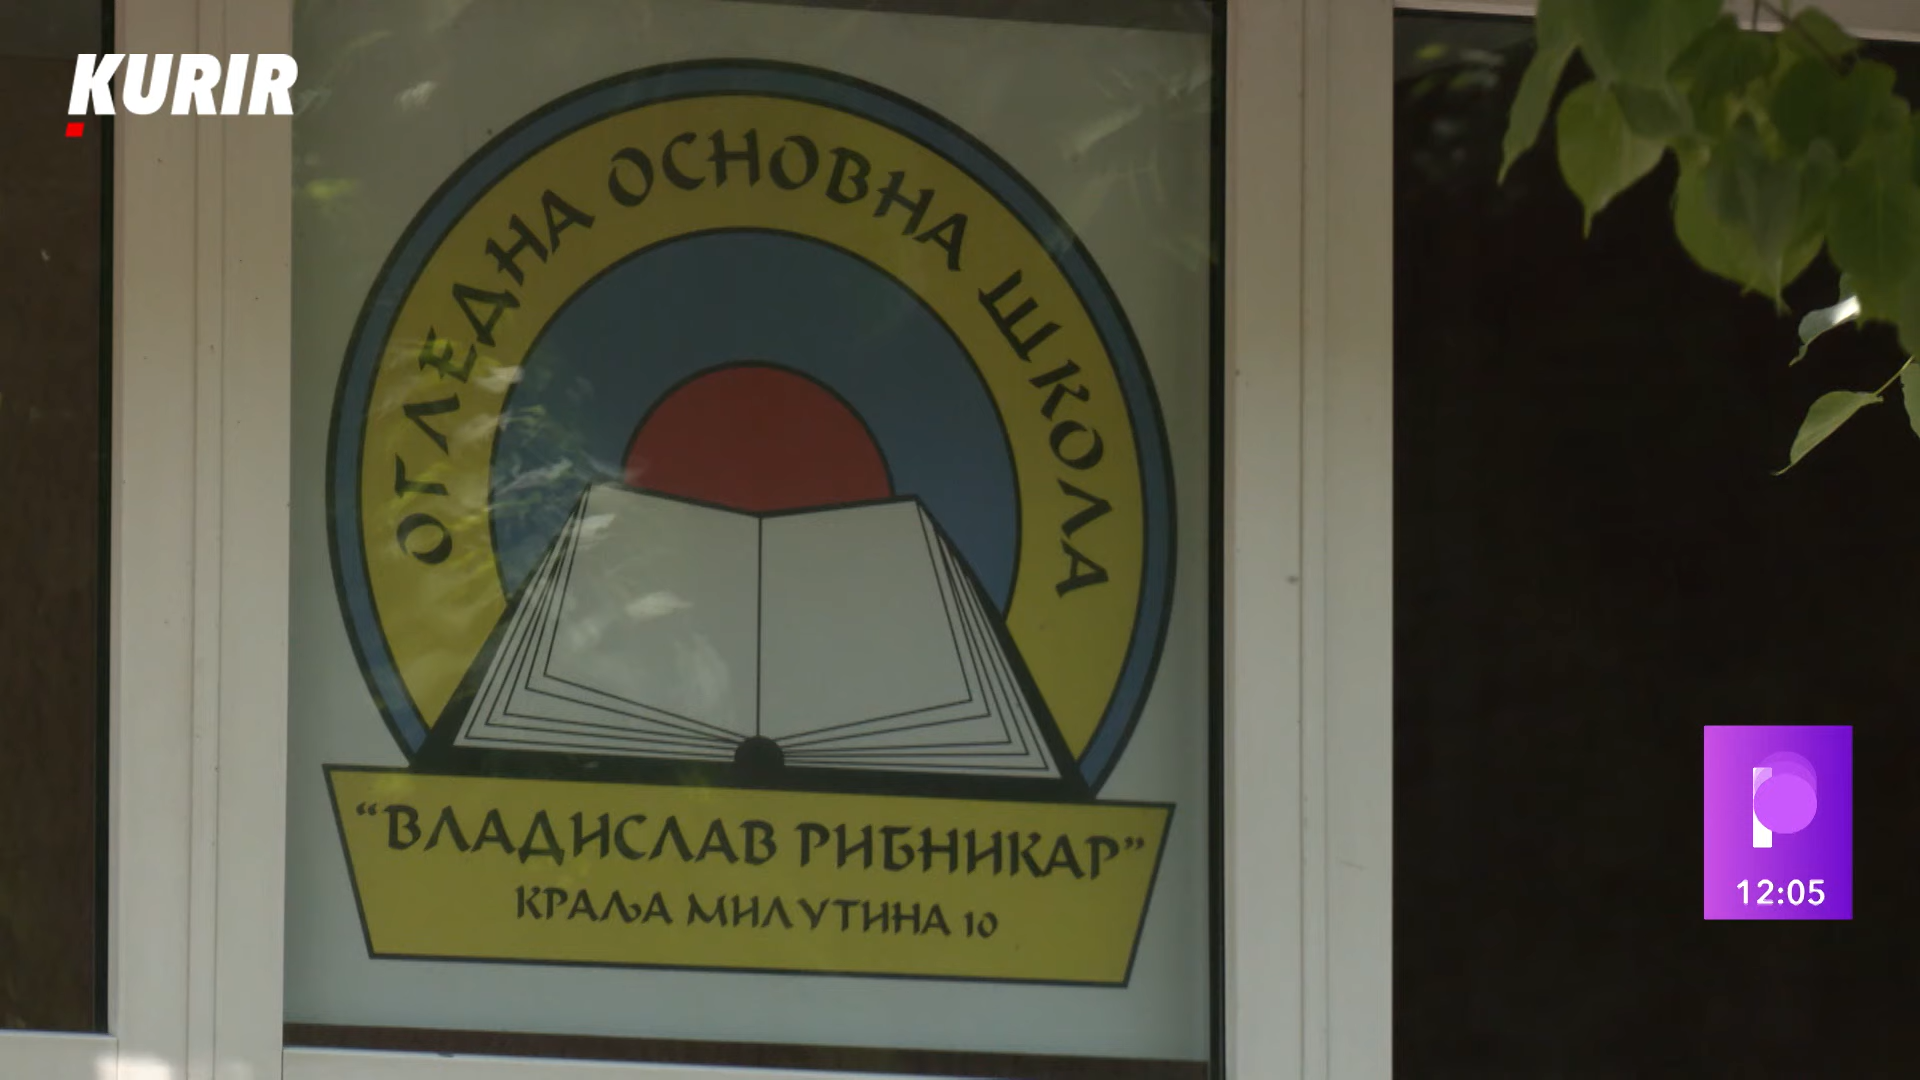 KURIR
ОГЛЕДНА ОСНОВНА ШКОЛА
“ВЛАДИСЛАВ РИБНИКАР”
КРАЉА МИЛУТИНА 10
12:05